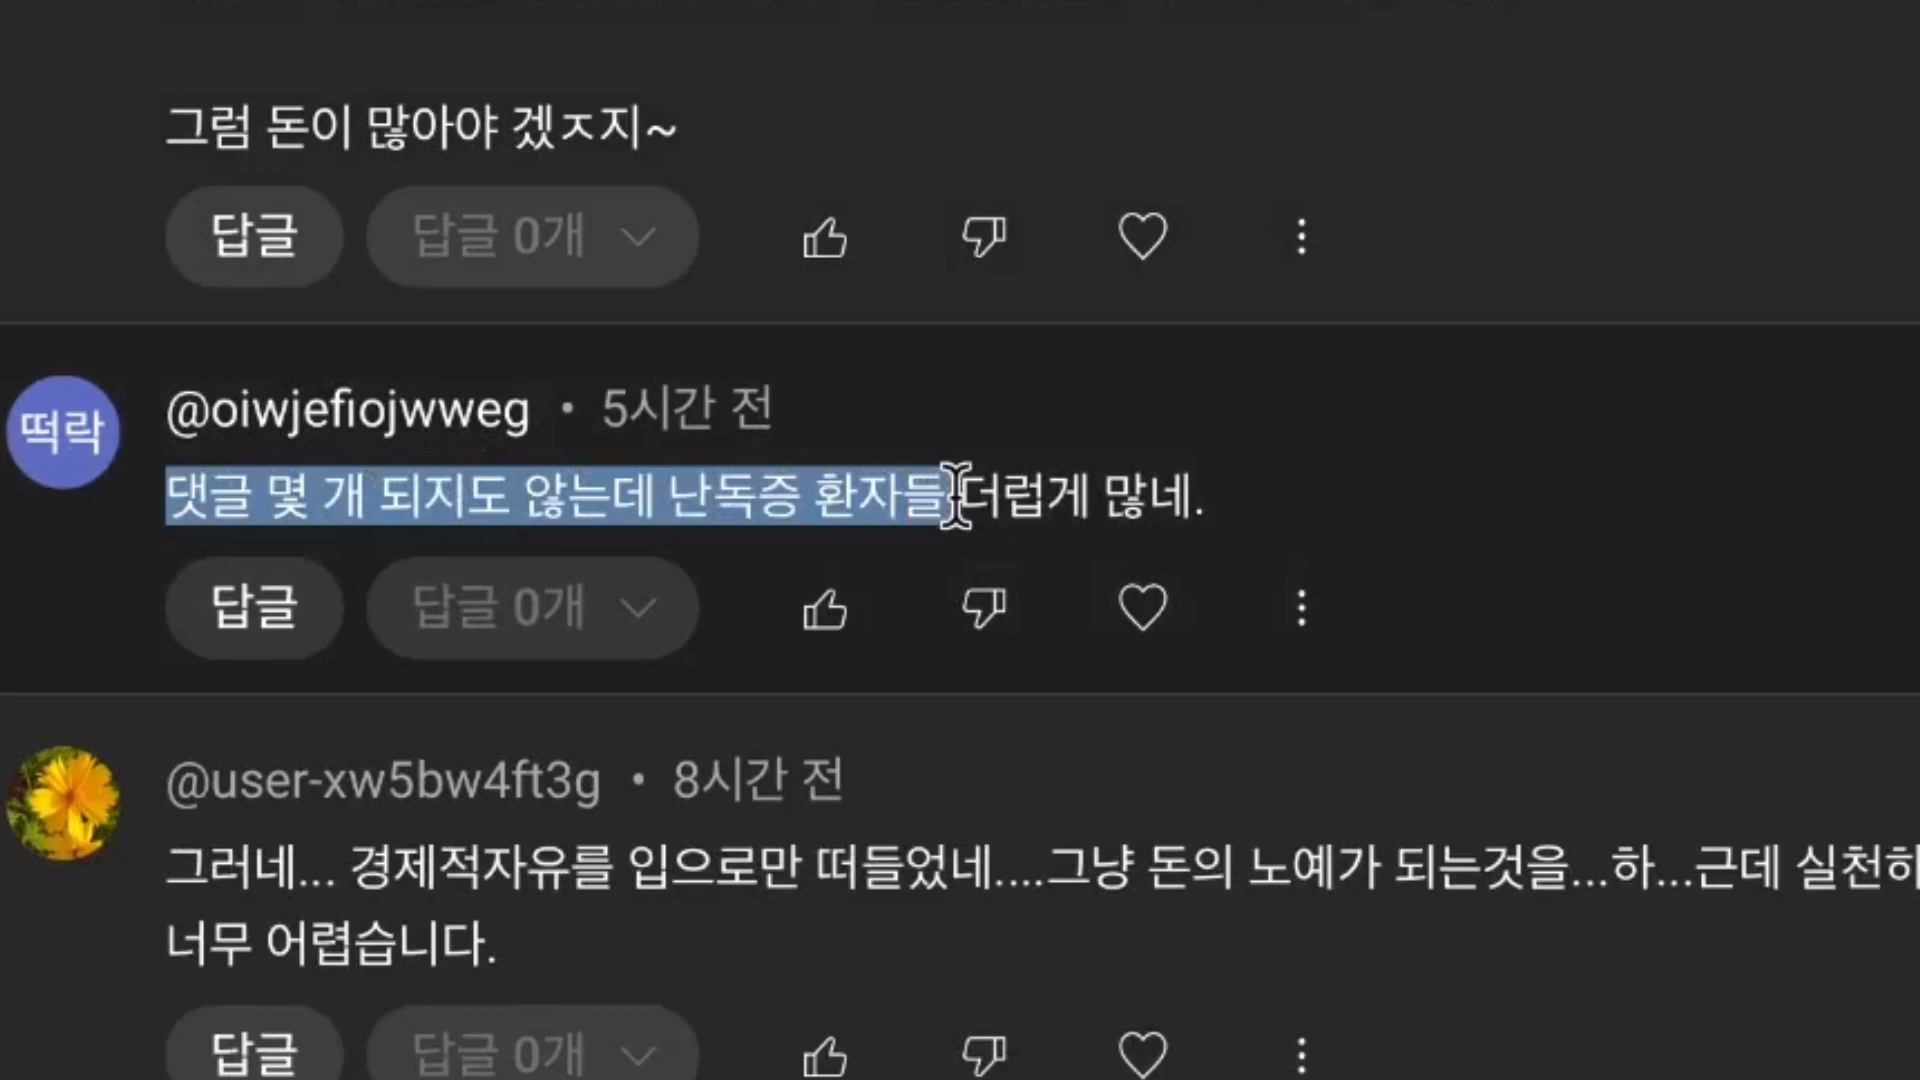 그럼 돈이 많아야 겠ㅈ지~
답글 답글 0개
떡락 @oiwjefiojwweg • 5시간 전
댓글 몇 개 되지도 않는데 난독증 환자들 더럽게 많네.
답글 답글 0개
@user-xw5bw4ft3g • 8시간 전
그러네... 경제적자유를 입으로만 떠들었네....그냥 돈의 노예가 되는것을...하...근데 실천하
너무 어렵습니다.
답글 답글 0개